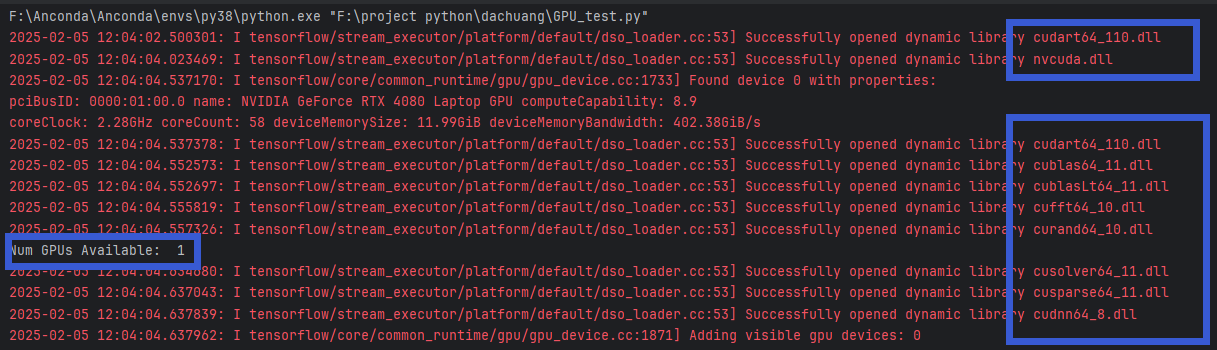 F:\Anconda\Anconda\envs\py38\python.exe "F:\project python\dachuang\GPU_test.py"
2025-02-05 12:04:02.500301: I tensorflow/stream_executor/platform/default/dso_loader.cc:53] Successfully opened dynamic library cudart64_110.dll
2025-02-05 12:04:04.023469: I tensorflow/stream_executor/platform/default/dso_loader.cc:53] Successfully opened dynamic library nvcuda.dll
2025-02-05 12:04:04.537170: I tensorflow/core/common_runtime/gpu/gpu_device.cc:1733] Found device 0 with properties:
pciBusID: 0000:01:00.0 name: NVIDIA GeForce RTX 4080 Laptop GPU computeCapability: 8.9
coreClock: 2.28GHz coreCount: 58 deviceMemorySize: 11.99GiB deviceMemoryBandwidth: 402.38GiB/s
2025-02-05 12:04:04.537378: I tensorflow/stream_executor/platform/default/dso_loader.cc:53] Successfully opened dynamic library cudart64_110.dll
2025-02-05 12:04:04.552573: I tensorflow/stream_executor/platform/default/dso_loader.cc:53] Successfully opened dynamic library cublas64_11.dll
2025-02-05 12:04:04.552697: I tensorflow/stream_executor/platform/default/dso_loader.cc:53] Successfully opened dynamic library cublasLt64_11.dll
2025-02-05 12:04:04.555819: I tensorflow/stream_executor/platform/default/dso_loader.cc:53] Successfully opened dynamic library cufft64_10.dll
2025-02-05 12:04:04.557326: I tensorflow/stream_executor/platform/default/dso_loader.cc:53] Successfully opened dynamic library curand64_10.dll
Num GPUs Available:  1
2025-02-05 I tensorflow/stream_executor/platform/default/dso_loader.cc:53] Successfully opened dynamic library cusolver64_11.dll
2025-02-05 12:04:04.637043: I tensorflow/stream_executor/platform/default/dso_loader.cc:53] Successfully opened dynamic library cusparse64_11.dll
2025-02-05 12:04:04.637839: I tensorflow/stream_executor/platform/default/dso_loader.cc:53] Successfully opened dynamic library cudnn64_8.dll
2025-02-05 12:04:04.637962: I tensorflow/core/common_runtime/gpu/gpu_device.cc:1871] Adding visible gpu devices: 0